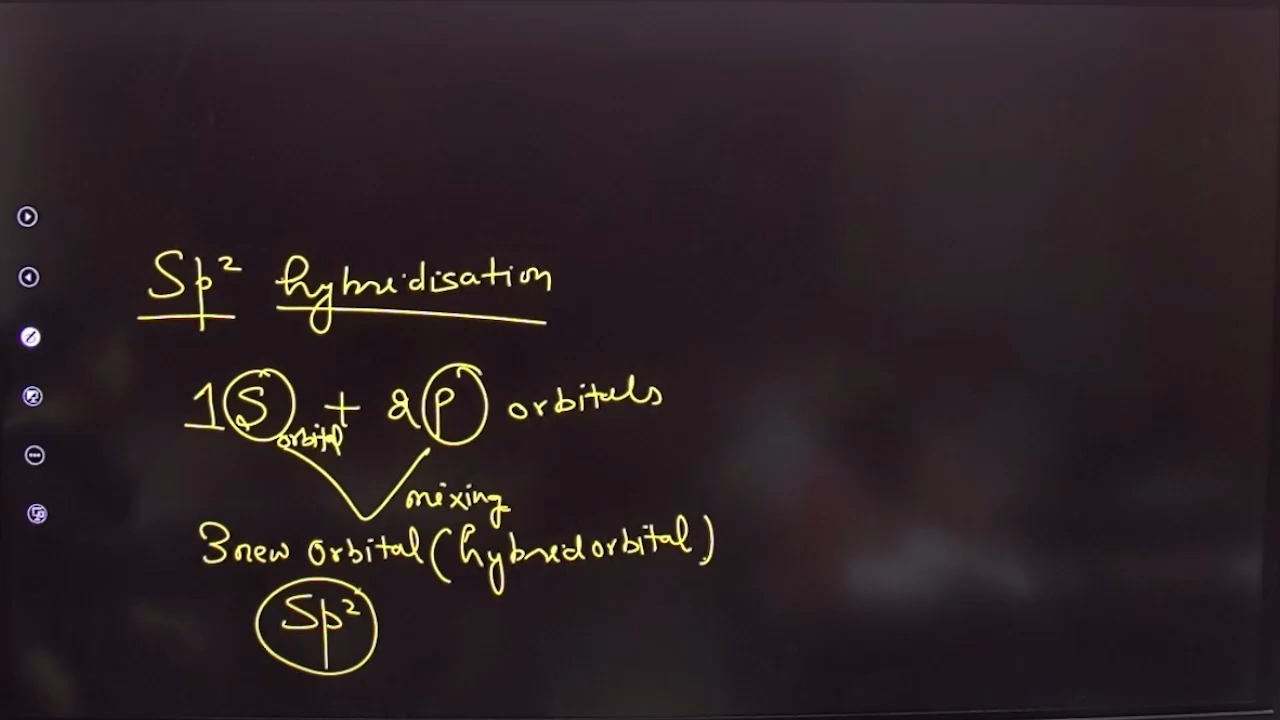 Sp² hybridisation
1 S orbital + 2 P orbitals
mixing
3 new orbital (hybrid orbital)
Sp²